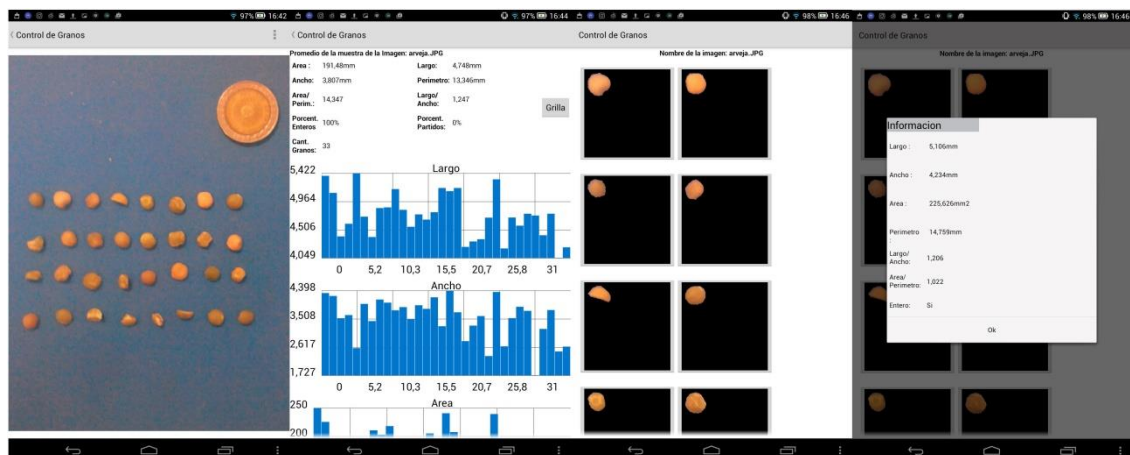 97% 16:42
Control de Granos
97% 16:44
Control de Granos
Promedio de la muestra de la Imagen: arveja.JPG
Area : 191,48mm Largo: 4,748mm
Ancho: 3,807mm Perimetro: 13,346mm
Area/ Perim.: 14,347 Largo/ Ancho: 1,247
Grilla
Porcent. Enteros 100% Porcent. Partidos: 0%
Cant. Granos: 33
Largo
5,422
4,964
4,506
4,049
0 5,2 10,3 15,5 20,7 25,8 31
Ancho
4,398
3,508
2,617
1,727
0 5,2 10,3 15,5 20,7 25,8 31
Area
250
200
98% 16:46
Control de Granos
Nombre de la imagen: arveja.JPG
98% 16:46
Control de Granos
Nombre de la imagen: arveja.JPG
Informacion
Largo : 5,106mm
Ancho : 4,234mm
Area : 225,626mm2
Perimetro : 14,759mm
Largo/ Ancho: 1,206
Area/ Perimetro: 1,022
Entero: Si
Ok